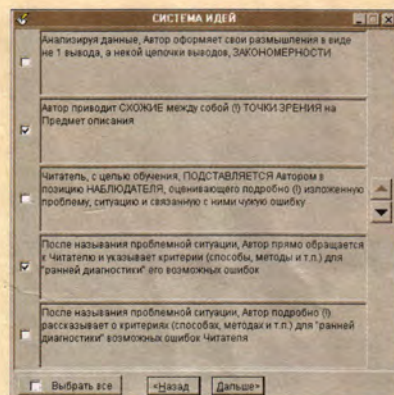 СИСТЕМА ИДЕЙ
Анализируя данные, Автор оформляет свои размышления в виде
не 1 вывода, а некой цепочки выводов, ЗАКОНОМЕРНОСТИ
Автор приводит СХОЖИЕ между собой (!) ТОЧКИ ЗРЕНИЯ на
Предмет описания
Читатель, с целью обучения, ПОДСТАВЛЯЕТСЯ Автором в
позицию НАБЛЮДАТЕЛЯ, оценивающего подробно (!) изложенную
проблему, ситуацию и связанную с ними чужую ошибку
После называния проблемной ситуации, Автор прямо обращается
к Читателю и указывает критерии (способы, методы и т.п.) для
"ранней диагностики" его возможных ошибок
После называния проблемной ситуации, Автор подробно (!)
рассказывает о критериях (способах, методах и т.п.) для "ранней
диагностики" возможных ошибок Читателя
Выбрать все
«Назад
Дальше»